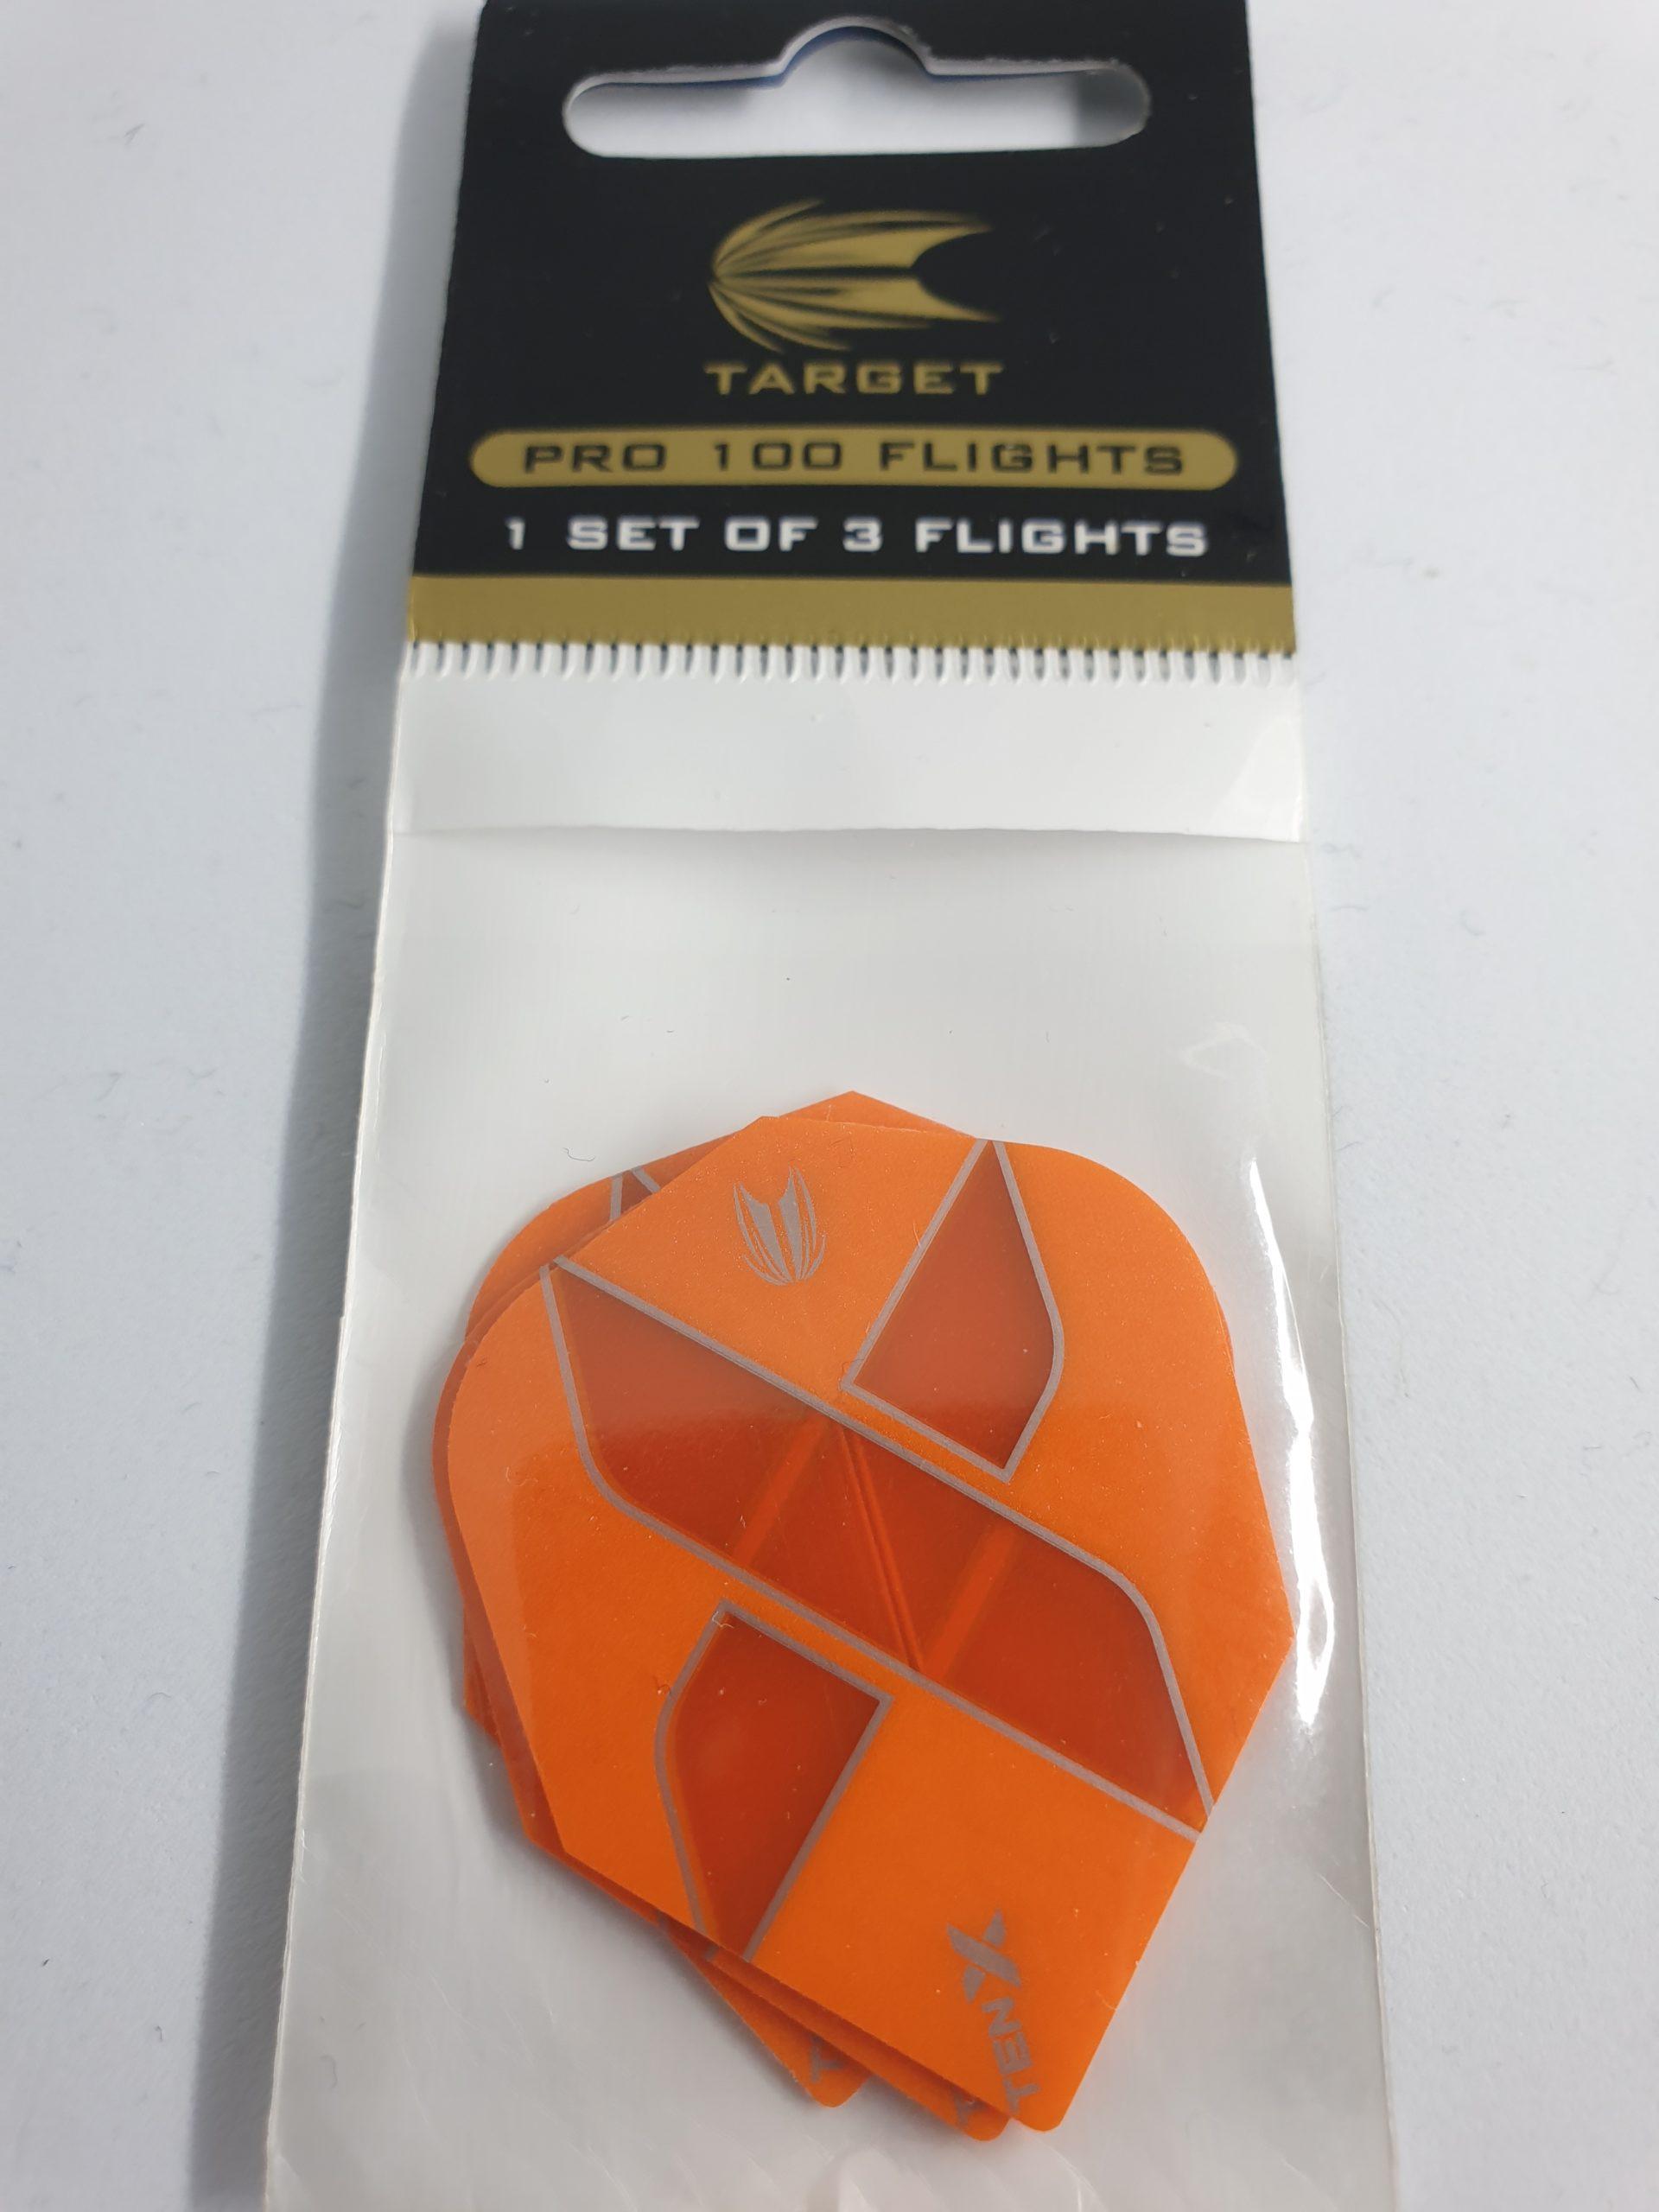 TARGET
PRO 100 FLIGHTS
1 SET OF 3 FLIGHTS
TEN X
T